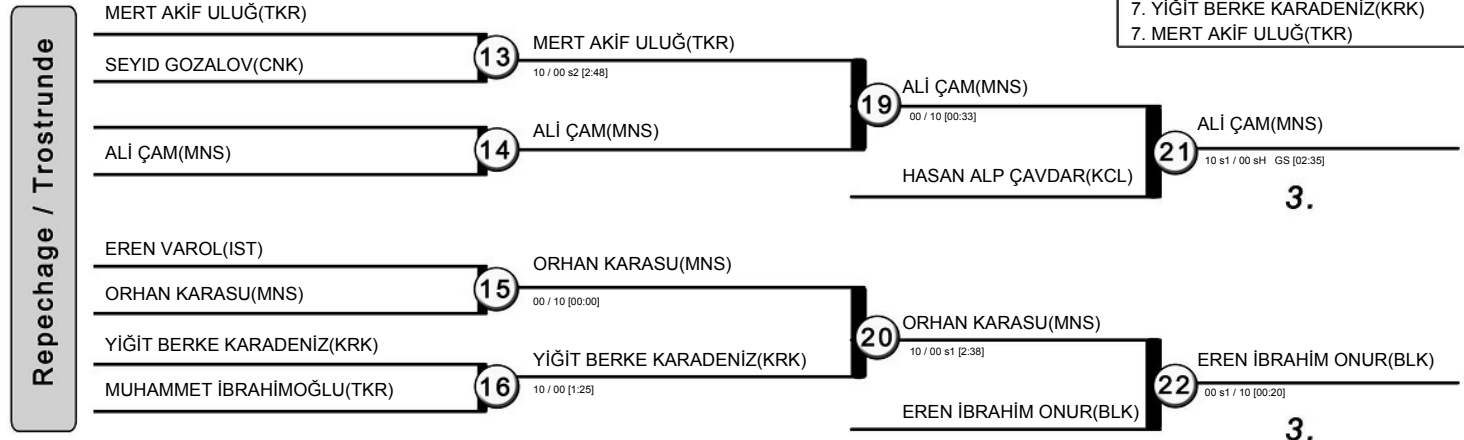 Repechage / Trostrunde
7. YİĞİT BERKE KARADENİZ(KRK)
7. MERT AKİF ULUĞ(TKR)
MERT AKİF ULUĞ(TKR)
SEYID GOZALOV(CNK)
13
MERT AKİF ULUĞ(TKR)
10 / 00 s2 [2:48]
ALİ ÇAM(MNS)
14
ALİ ÇAM(MNS)
19
ALİ ÇAM(MNS)
00 / 10 [00:33]
HASAN ALP ÇAVDAR(KCL)
21
ALİ ÇAM(MNS)
10 s1 / 00 sH GS [02:35]
3.
EREN VAROL(IST)
ORHAN KARASU(MNS)
15
ORHAN KARASU(MNS)
00 / 10 [00:00]
YİĞİT BERKE KARADENİZ(KRK)
MUHAMMET İBRAHİMOĞLU(TKR)
16
YİĞİT BERKE KARADENİZ(KRK)
10 / 00 [1:25]
20
ORHAN KARASU(MNS)
10 / 00 s1 [2:38]
EREN İBRAHİM ONUR(BLK)
22
EREN İBRAHİM ONUR(BLK)
00 s1 / 10 [00:20]
3.